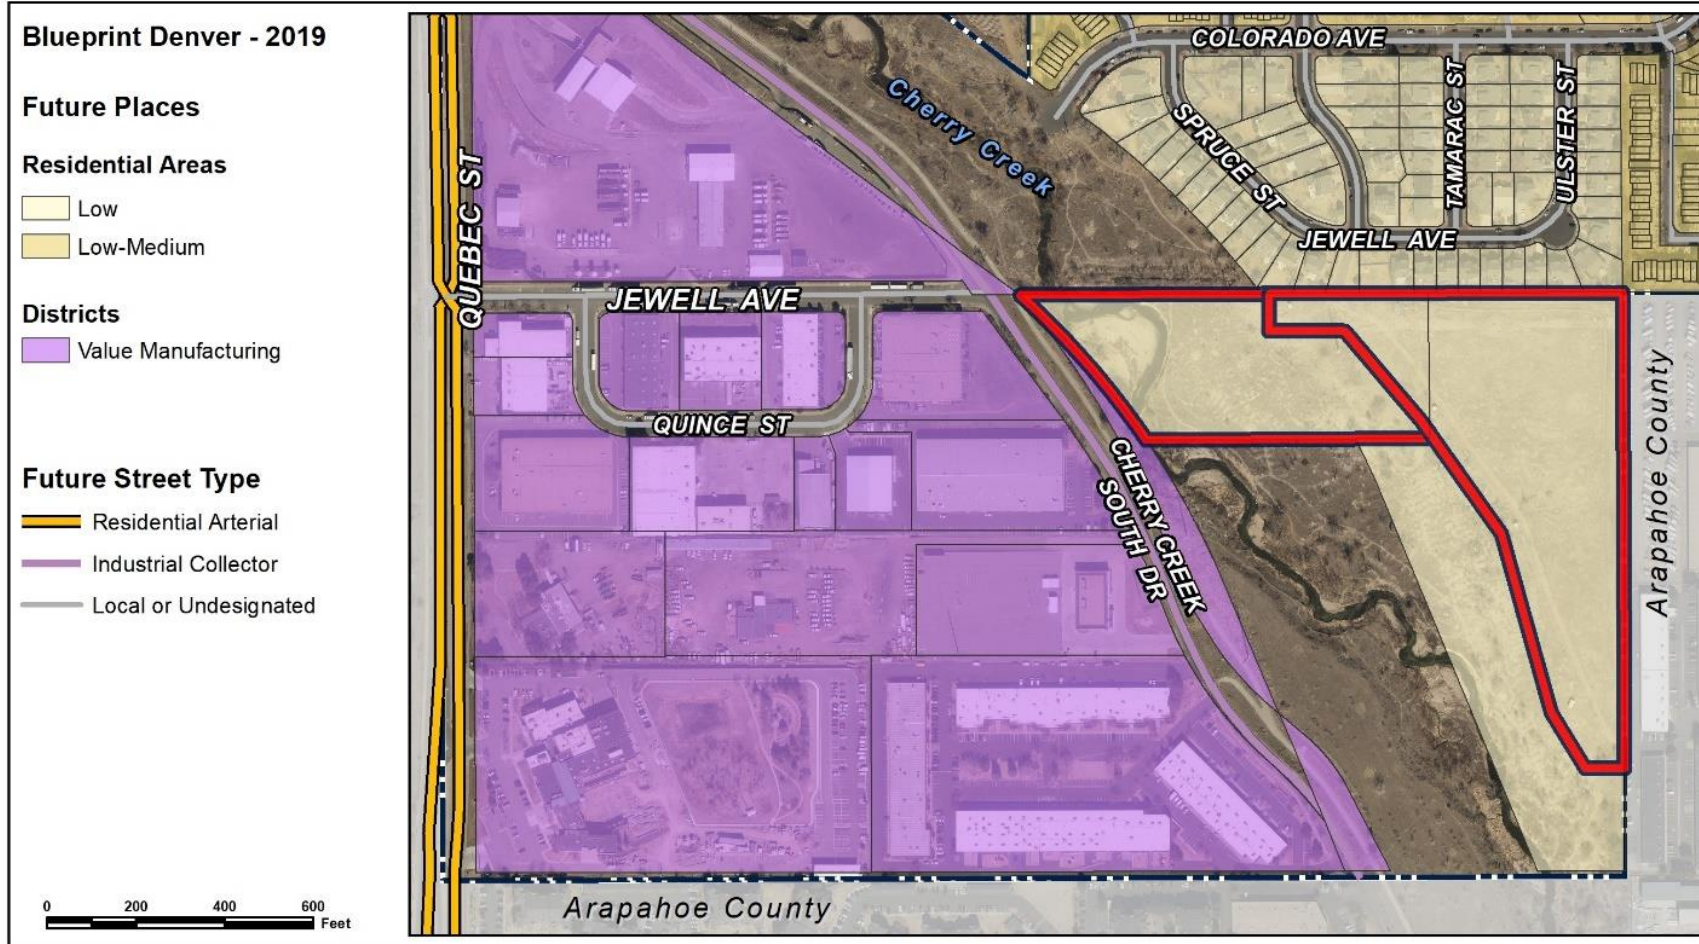 Blueprint Denver - 2019
Future Places
Residential Areas
Low
Low-Medium
Districts
Value Manufacturing
Future Street Type
Residential Arterial
Industrial Collector
Local or Undesignated
0 200 400 600
Feet
COLORADO AVE
Cherry Creek
SPRUCE ST
TAMARAC ST
ULSTER ST
JEWELL AVE
QUEBEC ST
JEWELL AVE
QUINCE ST
CHERRY CREEK
SOUTH DR
Arapahoe County
Arapahoe County